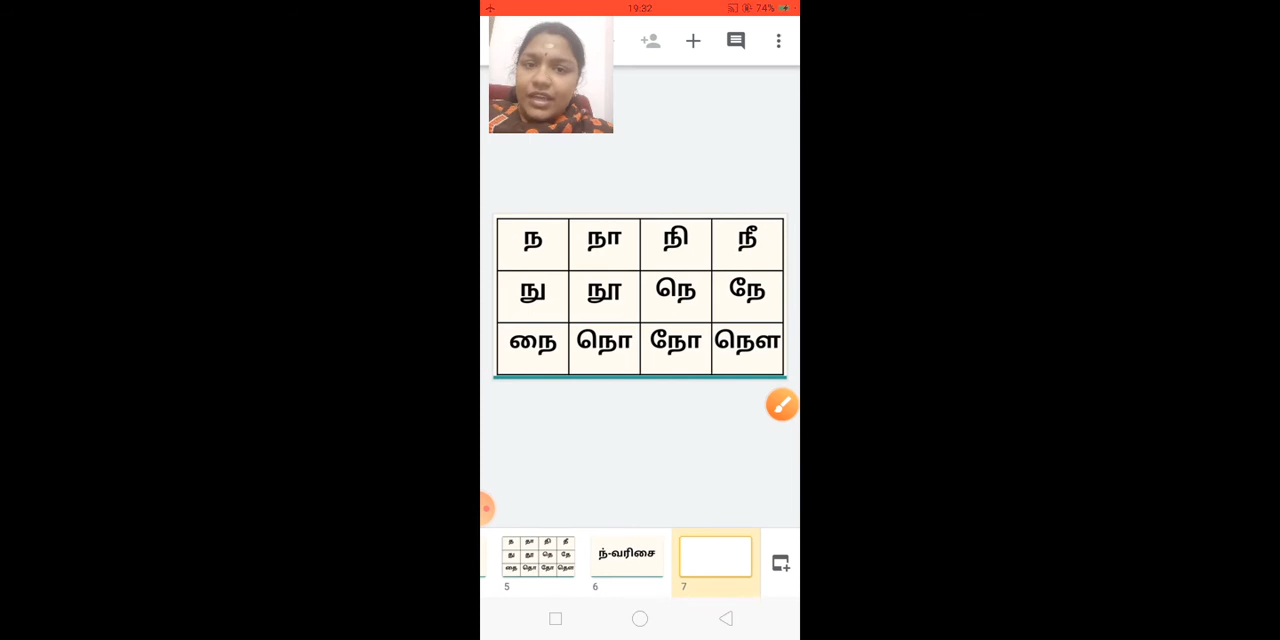 19:32
74%
ந நா நி நீ
நு நூ நெ நே
நை நொ நோ நௌ
த தா தி தீ
து தூ தெ தே
தை தொ தோ தௌ
ந்-வரிசை
5 6 7